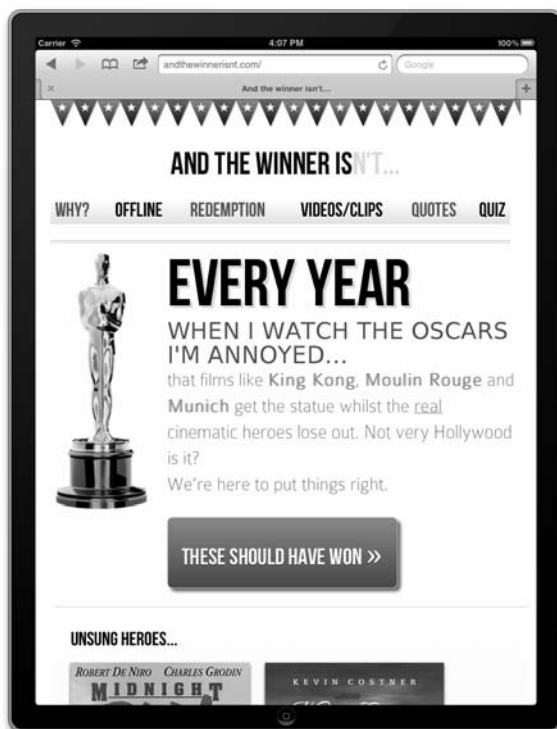 Carrier 4:07 PM 100%
andthewinnerisnt.com/ Google
And the winner isn't...
AND THE WINNER ISN'T...
WHY? OFFLINE REDEMPTION VIDEOS/CLIPS QUOTES QUIZ
EVERY YEAR
WHEN I WATCH THE OSCARS
I'M ANNOYED...
that films like King Kong, Moulin Rouge and
Munich get the statue whilst the real
cinematic heroes lose out. Not very Hollywood
is it?
We're here to put things right.
THESE SHOULD HAVE WON »
UNSUNG HEROES...
ROBERT DE NIRO CHARLES GRODIN
MIDNIGHT
KEVIN COSTNER